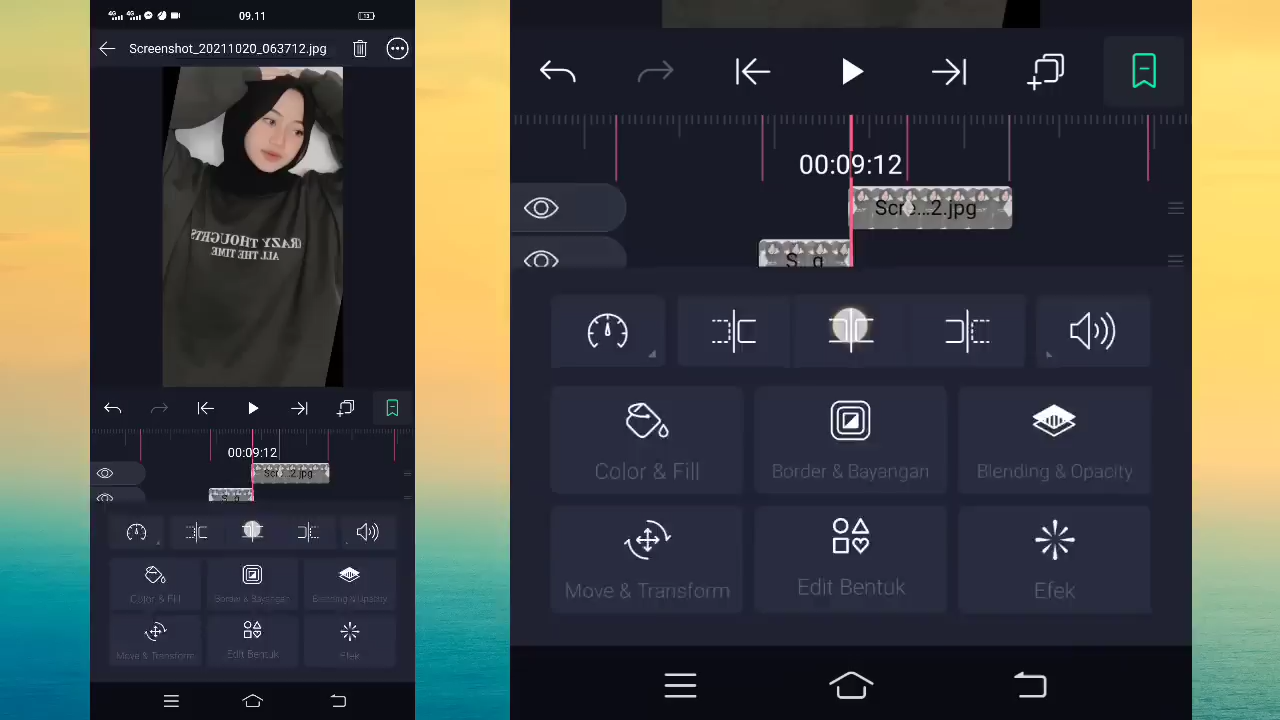 09.11
Screenshot_20211020_063712.jpg
ALL THE TIME
00:09:12
Scr...2.jpg
S...g
Color & Fill
Border & Bayangan
Blending & Opacity
Move & Transform
Edit Bentuk
Efek
00:09:12
Scre...2.jpg
S...g
Color & Fill
Border & Bayangan
Blending & Opacity
Move & Transform
Edit Bentuk
Efek